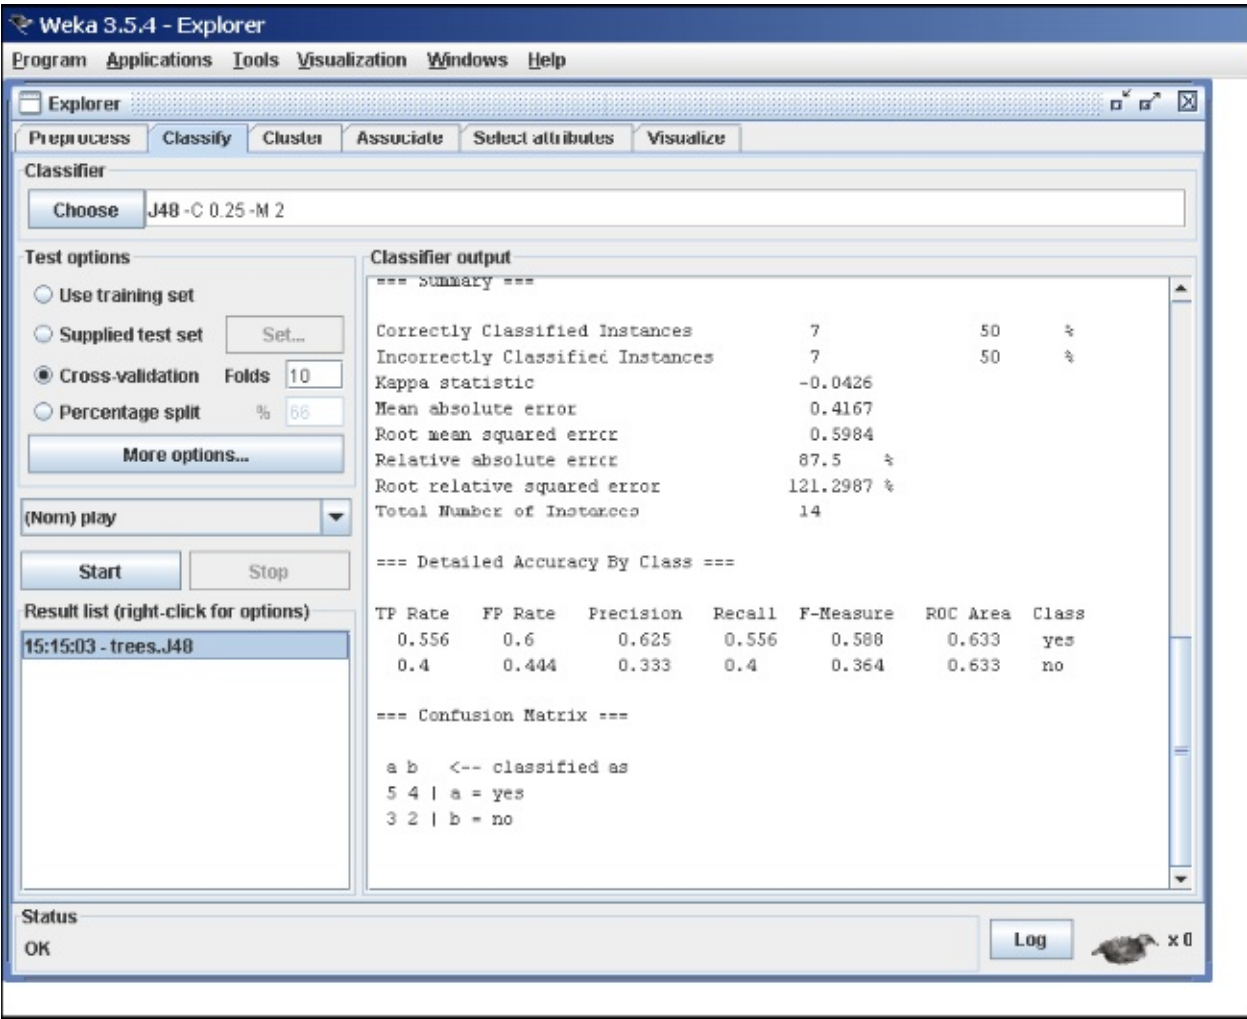 Weka 3.5.4 - Explorer
Program Applications Tools Visualization Windows Help
Explorer
Preprocess Classify Cluster Associate Select attributes Visualize
Classifier
Choose J48 -C 0.25 -M 2
Test options
Use training set
Supplied test set Set...
Cross-validation Folds 10
Percentage split % 66
More options...
(Nom) play
Start Stop
Result list (right-click for options)
15:15:03 - trees.J48
Classifier output
=== Summary ===
Correctly Classified Instances 7 50 %
Incorrectly Classified Instances 7 50 %
Kappa statistic -0.0426
Mean absolute error 0.4167
Root mean squared error 0.5984
Relative absolute error 87.5 %
Root relative squared error 121.2987 %
Total Number of Instances 14
=== Detailed Accuracy By Class ===
TP Rate FP Rate Precision Recall F-Measure ROC Area Class
0.556 0.6 0.625 0.556 0.588 0.633 yes
0.4 0.444 0.333 0.4 0.364 0.633 no
=== Confusion Matrix ===
a b <-- classified as
5 4 | a = yes
3 2 | b = no
Status
OK
Log x 0